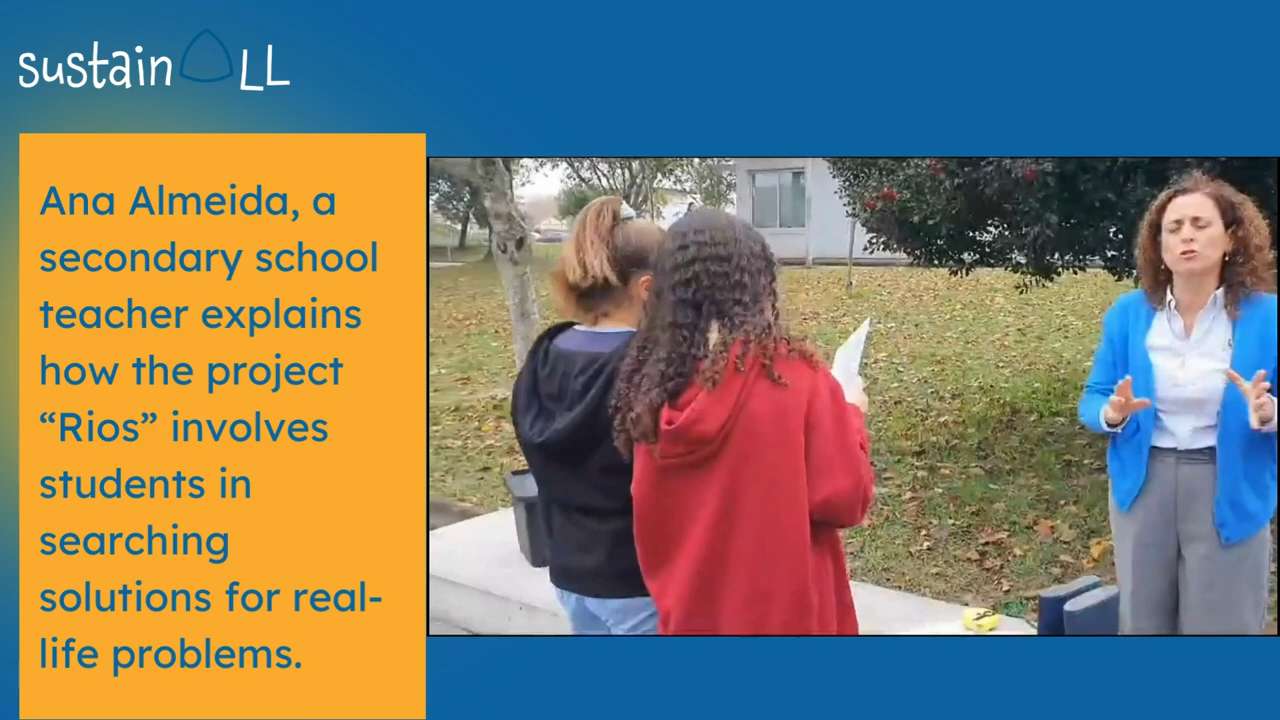 sustainALL
Ana Almeida, a
secondary school
teacher explains
how the project
“Rios” involves
students in
searching
solutions for real-
life problems.